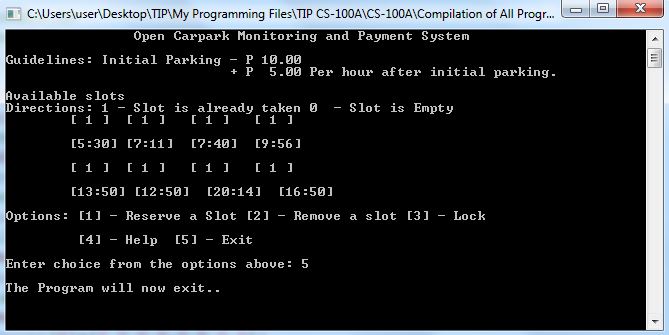 C:\Users\user\Desktop\TIP\My Programming Files\TIP CS-100A\CS-100A\Compilation of All Progr...
Open Carpark Monitoring and Payment System
Guidelines: Initial Parking - P 10.00
+ P  5.00 Per hour after initial parking.
Available slots
Directions: 1 - Slot is already taken 0  - Slot is Empty
[ 1 ]  [ 1 ]   [ 1 ]   [ 1 ]
[5:30] [7:11]  [7:40]  [9:56]
[ 1 ]  [ 1 ]   [ 1 ]   [ 1 ]
[13:50] [12:50]  [20:14]  [16:50]
Options: [1] - Reserve a Slot [2] - Remove a slot [3] - Lock
[4] - Help  [5] - Exit
Enter choice from the options above: 5
The Program will now exit..